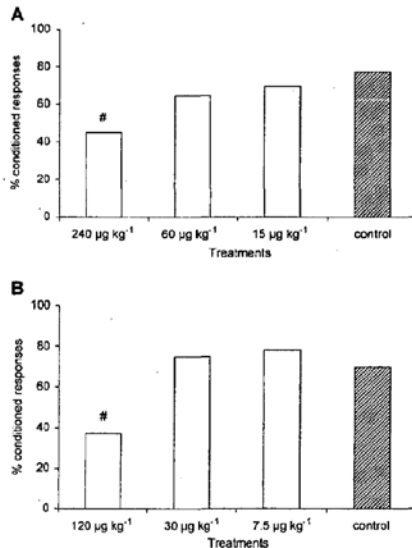 A
100
80
60
40
20
0
% conditioned responses
#
240 µg kg⁻¹ 60 µg kg⁻¹ 15 µg kg⁻¹ control
Treatments
B
100
80
60
40
20
0
% conditioned responses
#
120 µg kg⁻¹ 30 µg kg⁻¹ 7.5 µg kg⁻¹ control
Treatments